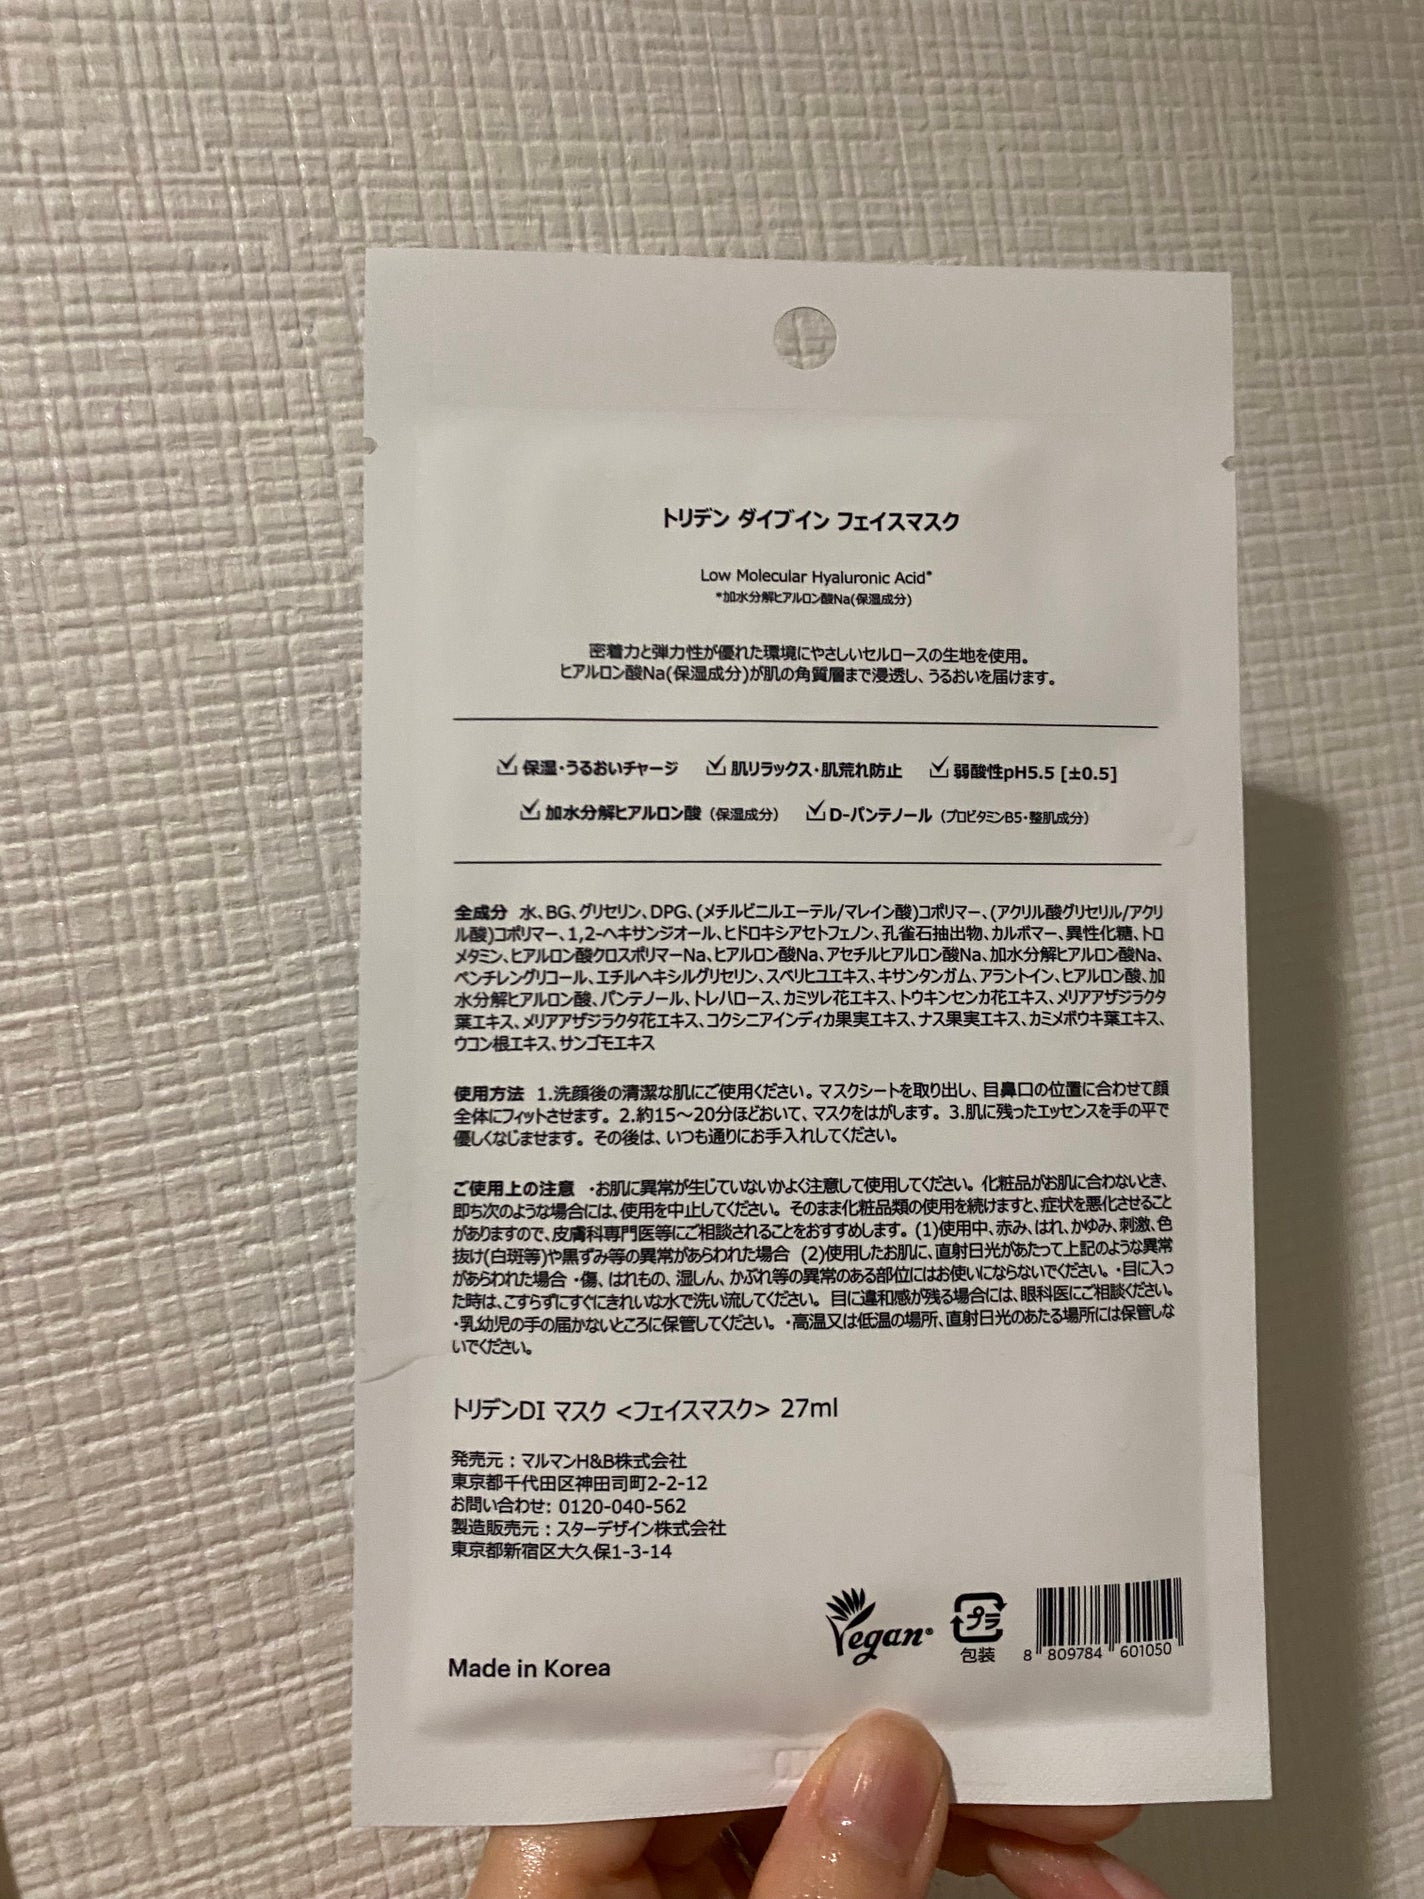 トリデン ダイブイン フェイスマスク
Low Molecular Hyaluronic Acid*
*加水分解ヒアルロン酸Na(保湿成分)
密着力と弾力性が優れた環境にやさしいセルロースの生地を使用。
ヒアルロン酸Na(保湿成分)が肌の角質層まで浸透し、うるおいを届けます。
保湿・うるおいチャージ 肌リラックス・肌荒れ防止 弱酸性pH5.5 [±0.5]
加水分解ヒアルロン酸（保湿成分） D-パンテノール（プロビタミンB5・整肌成分）
全成分 水、BG、グリセリン、DPG、(メチルビニルエーテル/マレイン酸)コポリマー、(アクリル酸グリセリル/アクリ
ル酸)コポリマー、1,2-ヘキサンジオール、ヒドロキシアセトフェノン、孔雀石抽出物、カルボマー、異性化糖、トロ
メタミン、ヒアルロン酸クロスポリマーNa、ヒアルロン酸Na、アセチルヒアルロン酸Na、加水分解ヒアルロン酸Na、
ペンチレングリコール、エチルヘキシルグリセリン、スベリヒユエキス、キサンタンガム、アラントイン、ヒアルロン酸、加
水分解ヒアルロン酸、パンテノール、トレハロース、カミツレ花エキス、トウキンセンカ花エキス、メリアアザジラクタ
葉エキス、メリアアザジラクタ花エキス、コクシニアインディカ果実エキス、ナス果実エキス、カミメボウキ葉エキス、
ウコン根エキス、サンゴモエキス
使用方法 1.洗顔後の清潔な肌にご使用ください。マスクシートを取り出し、目鼻口の位置に合わせて顔
全体にフィットさせます。2.約15～20分ほどおいて、マスクをはがします。3.肌に残ったエッセンスを手の平で
優しくなじませます。その後は、いつも通りにお手入れしてください。
ご使用上の注意 ・お肌に異常が生じていないかよく注意して使用してください。化粧品がお肌に合わないとき、
即ち次のような場合には、使用を中止してください。そのまま化粧品類の使用を続けますと、症状を悪化させること
がありますので、皮膚科専門医等にご相談されることをおすすめします。(1)使用中、赤み、はれ、かゆみ、刺激、色
抜け(白斑等)や黒ずみ等の異常があらわれた場合 (2)使用したお肌に、直射日光があたって上記のような異常
があらわれた場合 ・傷、はれもの、湿しん、かぶれ等の異常のある部位にはお使いにならないでください。・目に入っ
た時は、こすらずにすぐにきれいな水で洗い流してください。目に違和感が残る場合には、眼科医にご相談ください。
・乳幼児の手の届かないところに保管してください。・高温又は低温の場所、直射日光のあたる場所には保管しな
いでください。
トリデンDI マスク <フェイスマスク> 27ml
発売元：マルマンH&B株式会社
東京都千代田区神田司町2-2-12
お問い合わせ: 0120-040-562
製造販売元：スターデザイン株式会社
東京都新宿区大久保1-3-14
Made in Korea
Vegan®
プラ
包装
8 809784 601050